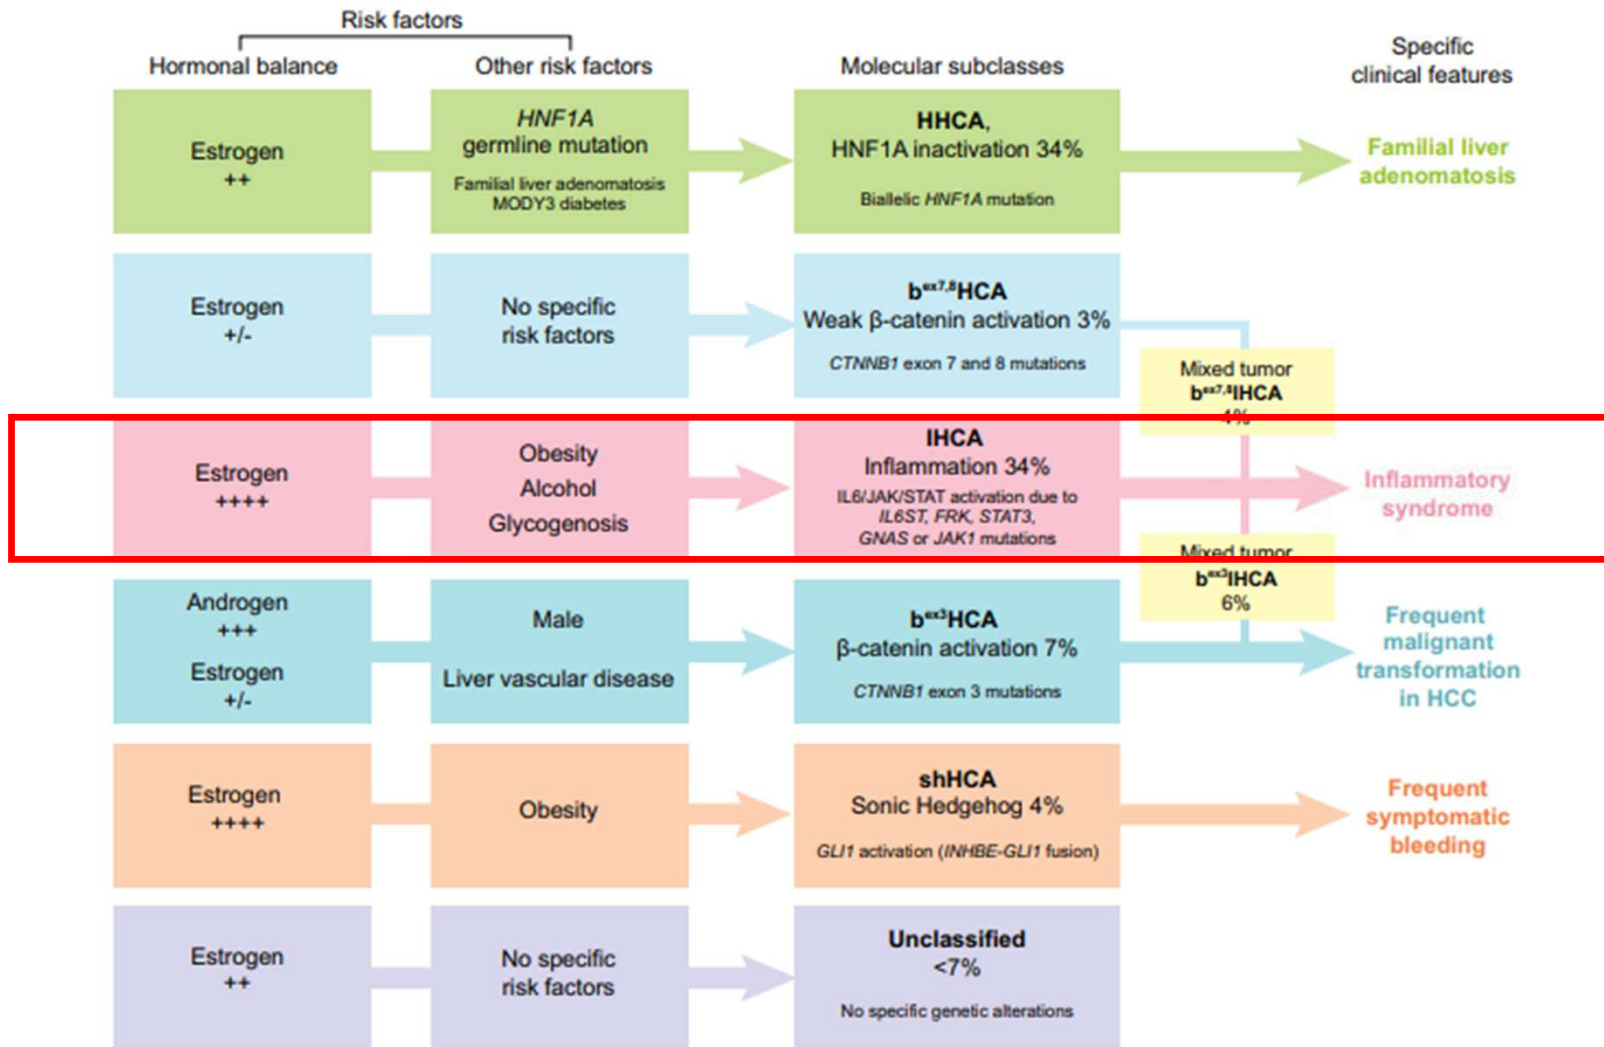 Risk factors
Hormonal balance
Other risk factors
Molecular subclasses
Specific
clinical features
Estrogen
++
HNF1A
germline mutation
Familial liver adenomatosis
MODY3 diabetes
HHCA,
HNF1A inactivation 34%
Biallelic HNF1A mutation
Familial liver
adenomatosis
Estrogen
+/-
No specific
risk factors
bex7,8HCA
Weak β-catenin activation 3%
CTNNB1 exon 7 and 8 mutations
Mixed tumor
bex7,8IHCA
4%
Estrogen
++++
Obesity
Alcohol
Glycogenosis
IHCA
Inflammation 34%
IL6/JAK/STAT activation due to
IL6ST, FRK, STAT3,
GNAS or JAK1 mutations
Inflammatory
syndrome
Mixed tumor
bex3IHCA
6%
Androgen
+++
Estrogen
+/-
Male
Liver vascular disease
bex3HCA
β-catenin activation 7%
CTNNB1 exon 3 mutations
Frequent
malignant
transformation
in HCC
Estrogen
++++
Obesity
shHCA
Sonic Hedgehog 4%
GLI1 activation (INHBE-GLI1 fusion)
Frequent
symptomatic
bleeding
Estrogen
++
No specific
risk factors
Unclassified
<7%
No specific genetic alterations